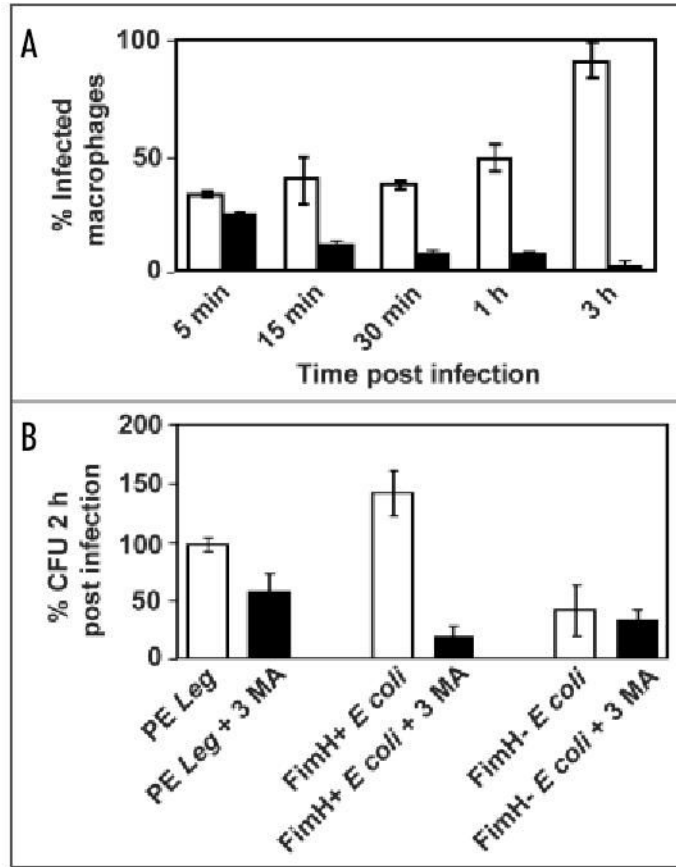 A
% Infected
macrophages
100
50
0
5 min
15 min
30 min
1 h
3 h
Time post infection
B
% CFU 2 h
post infection
200
150
100
50
0
PE Leg
PE Leg + 3 MA
FimH+ E coli
FimH+ E coli + 3 MA
FimH- E coli
FimH- E coli + 3 MA